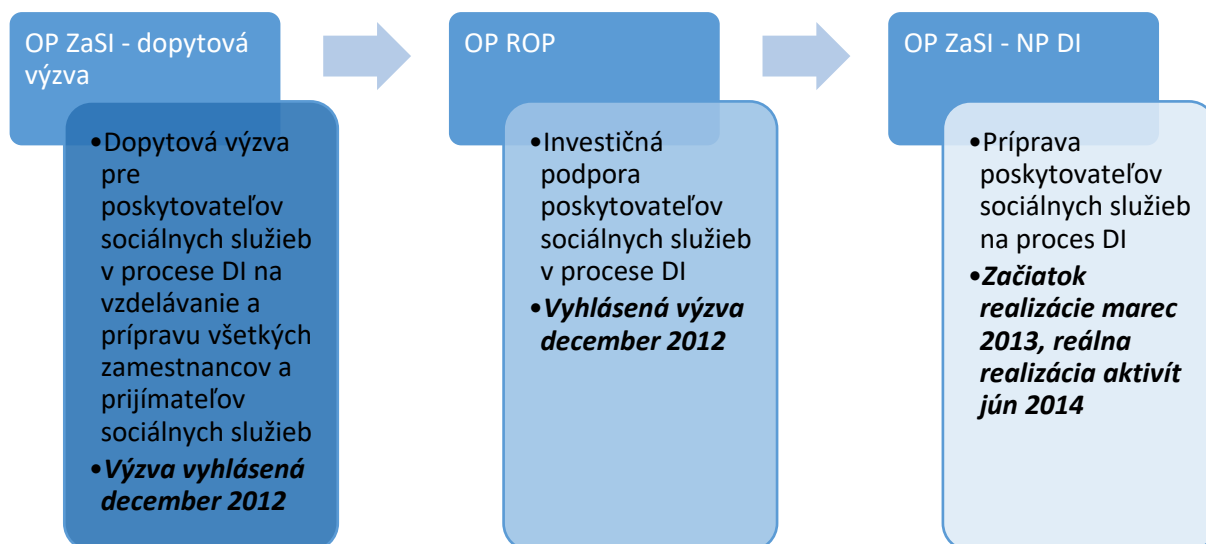 OP ZaSI - dopytová
výzva
•Dopytová výzva
pre
poskytovateľov
sociálnych služieb
v procese DI na
vzdelávanie a
prípravu všetkých
zamestnancov a
prijímateľov
sociálnych služieb
•Výzva vyhlásená
december 2012
OP ROP
•Investičná
podpora
poskytovateľov
sociálnych služieb
v procese DI
•Vyhlásená výzva
december 2012
OP ZaSI - NP DI
•Príprava
poskytovateľov
sociálnych služieb
na proces DI
•Začiatok
realizácie marec
2013, reálna
realizácia aktivít
jún 2014